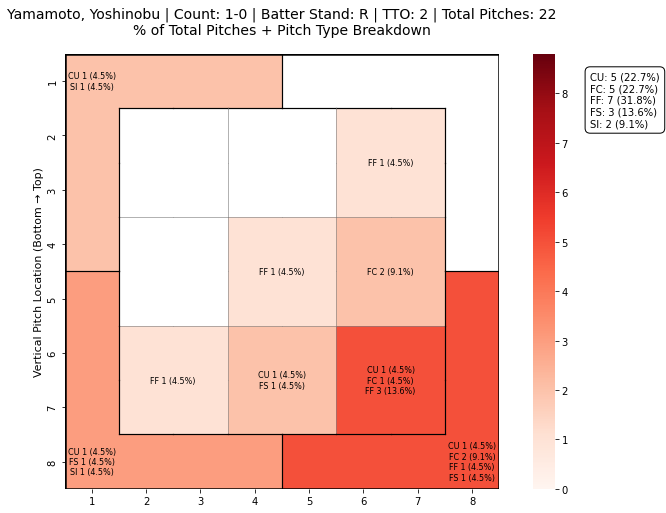 Yamamoto, Yoshinobu | Count: 1-0 | Batter Stand: R | TTO: 2 | Total Pitches: 22
% of Total Pitches + Pitch Type Breakdown
CU 1 (4.5%)
SI 1 (4.5%)
FF 1 (4.5%)
FF 1 (4.5%)
FC 2 (9.1%)
FF 1 (4.5%)
CU 1 (4.5%)
FS 1 (4.5%)
CU 1 (4.5%)
FC 1 (4.5%)
FF 3 (13.6%)
CU 1 (4.5%)
FS 1 (4.5%)
SI 1 (4.5%)
CU 1 (4.5%)
FC 2 (9.1%)
FF 1 (4.5%)
FS 1 (4.5%)
Vertical Pitch Location (Bottom → Top)
1
2
3
4
5
6
7
8
1
2
3
4
5
6
7
8
8
7
6
5
4
3
2
1
0
CU: 5 (22.7%)
FC: 5 (22.7%)
FF: 7 (31.8%)
FS: 3 (13.6%)
SI: 2 (9.1%)